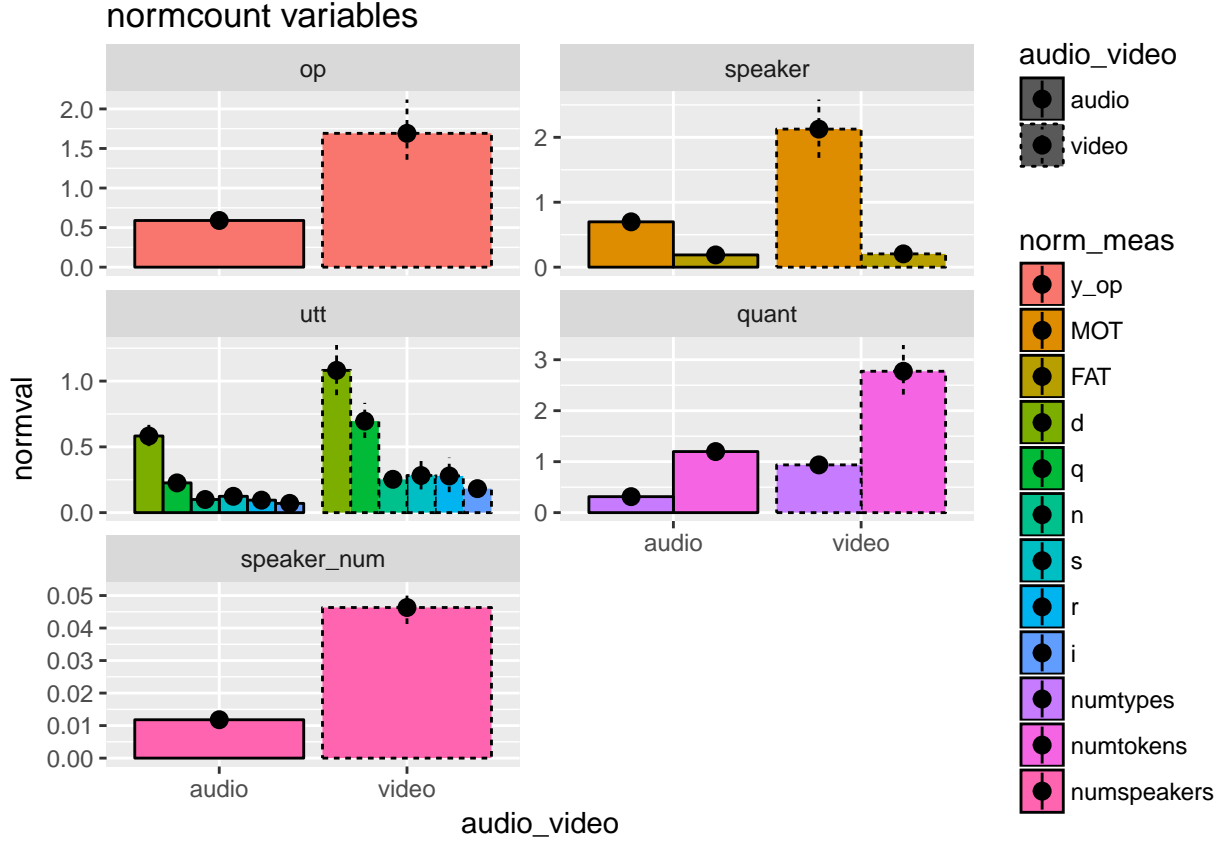 normcount variables
op
speaker
2.0
1.5
1.0
0.5
0.0
2
1
0
utt
quant
1.0
0.5
0.0
3
2
1
0
audio
video
speaker_num
0.05
0.04
0.03
0.02
0.01
0.00
audio
video
normval
audio_video
audio_video
audio
video
norm_meas
y_op
MOT
FAT
d
q
n
s
r
i
numtypes
numtokens
numspeakers